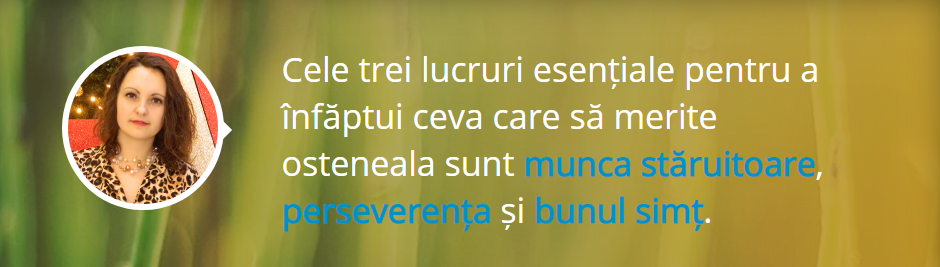 Cele trei lucruri esențiale pentru a
înfăptui ceva care să merite
osteneala sunt munca stăruitoare,
perseverența și bunul simț.